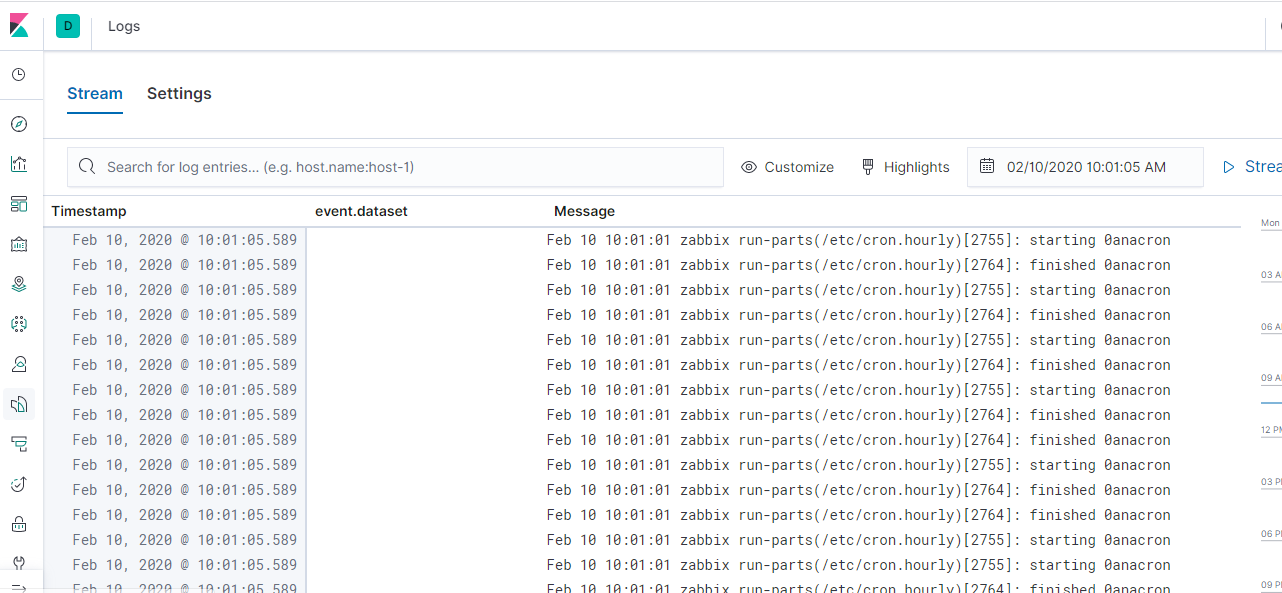 D Logs
Stream Settings
Search for log entries... (e.g. host.name:host-1) Customize Highlights 02/10/2020 10:01:05 AM
Timestamp event.dataset Message
Mon
Feb 10, 2020 @ 10:01:05.589 Feb 10 10:01:01 zabbix run-parts(/etc/cron.hourly)[2755]: starting 0anacron
Feb 10, 2020 @ 10:01:05.589 Feb 10 10:01:01 zabbix run-parts(/etc/cron.hourly)[2764]: finished 0anacron
03
Feb 10, 2020 @ 10:01:05.589 Feb 10 10:01:01 zabbix run-parts(/etc/cron.hourly)[2755]: starting 0anacron
Feb 10, 2020 @ 10:01:05.589 Feb 10 10:01:01 zabbix run-parts(/etc/cron.hourly)[2764]: finished 0anacron
06
Feb 10, 2020 @ 10:01:05.589 Feb 10 10:01:01 zabbix run-parts(/etc/cron.hourly)[2755]: starting 0anacron
Feb 10, 2020 @ 10:01:05.589 Feb 10 10:01:01 zabbix run-parts(/etc/cron.hourly)[2764]: finished 0anacron
09
Feb 10, 2020 @ 10:01:05.589 Feb 10 10:01:01 zabbix run-parts(/etc/cron.hourly)[2755]: starting 0anacron
Feb 10, 2020 @ 10:01:05.589 Feb 10 10:01:01 zabbix run-parts(/etc/cron.hourly)[2764]: finished 0anacron
12
Feb 10, 2020 @ 10:01:05.589 Feb 10 10:01:01 zabbix run-parts(/etc/cron.hourly)[2764]: finished 0anacron
Feb 10, 2020 @ 10:01:05.589 Feb 10 10:01:01 zabbix run-parts(/etc/cron.hourly)[2755]: starting 0anacron
03
Feb 10, 2020 @ 10:01:05.589 Feb 10 10:01:01 zabbix run-parts(/etc/cron.hourly)[2764]: finished 0anacron
Feb 10, 2020 @ 10:01:05.589 Feb 10 10:01:01 zabbix run-parts(/etc/cron.hourly)[2764]: finished 0anacron
06
Feb 10, 2020 @ 10:01:05.589 Feb 10 10:01:01 zabbix run-parts(/etc/cron.hourly)[2755]: starting 0anacron
Feb 10, 2020 @ 10:01:05.589 Feb 10 10:01:01 zabbix run-parts(/etc/cron.hourly)[2755]: starting 0anacron
09
Feb 10, 2020 @ 10:01:05.589 Feb 10 10:01:01 zabbix run-parts(/etc/cron.hourly)[2764]: finished 0anacron